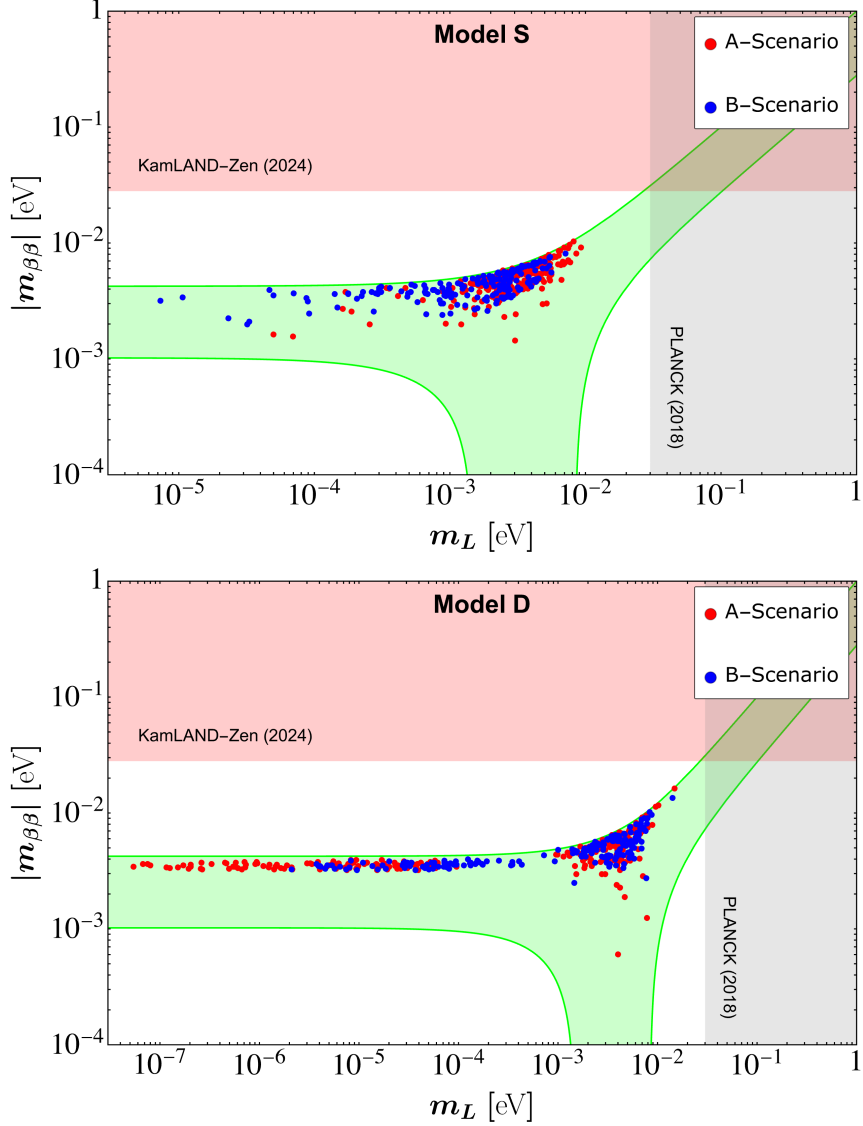 Model S
A−Scenario
B−Scenario
KamLAND−Zen (2024)
PLANCK (2018)
|m_ββ| [eV]
1
10⁻¹
10⁻²
10⁻³
10⁻⁴
10⁻⁵ 10⁻⁴ 10⁻³ 10⁻² 10⁻¹ 1
m_L [eV]
Model D
A−Scenario
B−Scenario
KamLAND−Zen (2024)
PLANCK (2018)
|m_ββ| [eV]
1
10⁻¹
10⁻²
10⁻³
10⁻⁴
10⁻⁷ 10⁻⁶ 10⁻⁵ 10⁻⁴ 10⁻³ 10⁻² 10⁻¹ 1
m_L [eV]